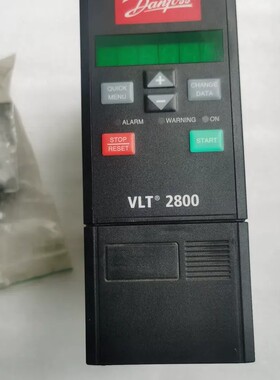 Danfoss
QUICK
MENU
+
CHANGE
DATA
−
ALARM
WARNING
ON
STOP
/RESET
START
VLT® 2800